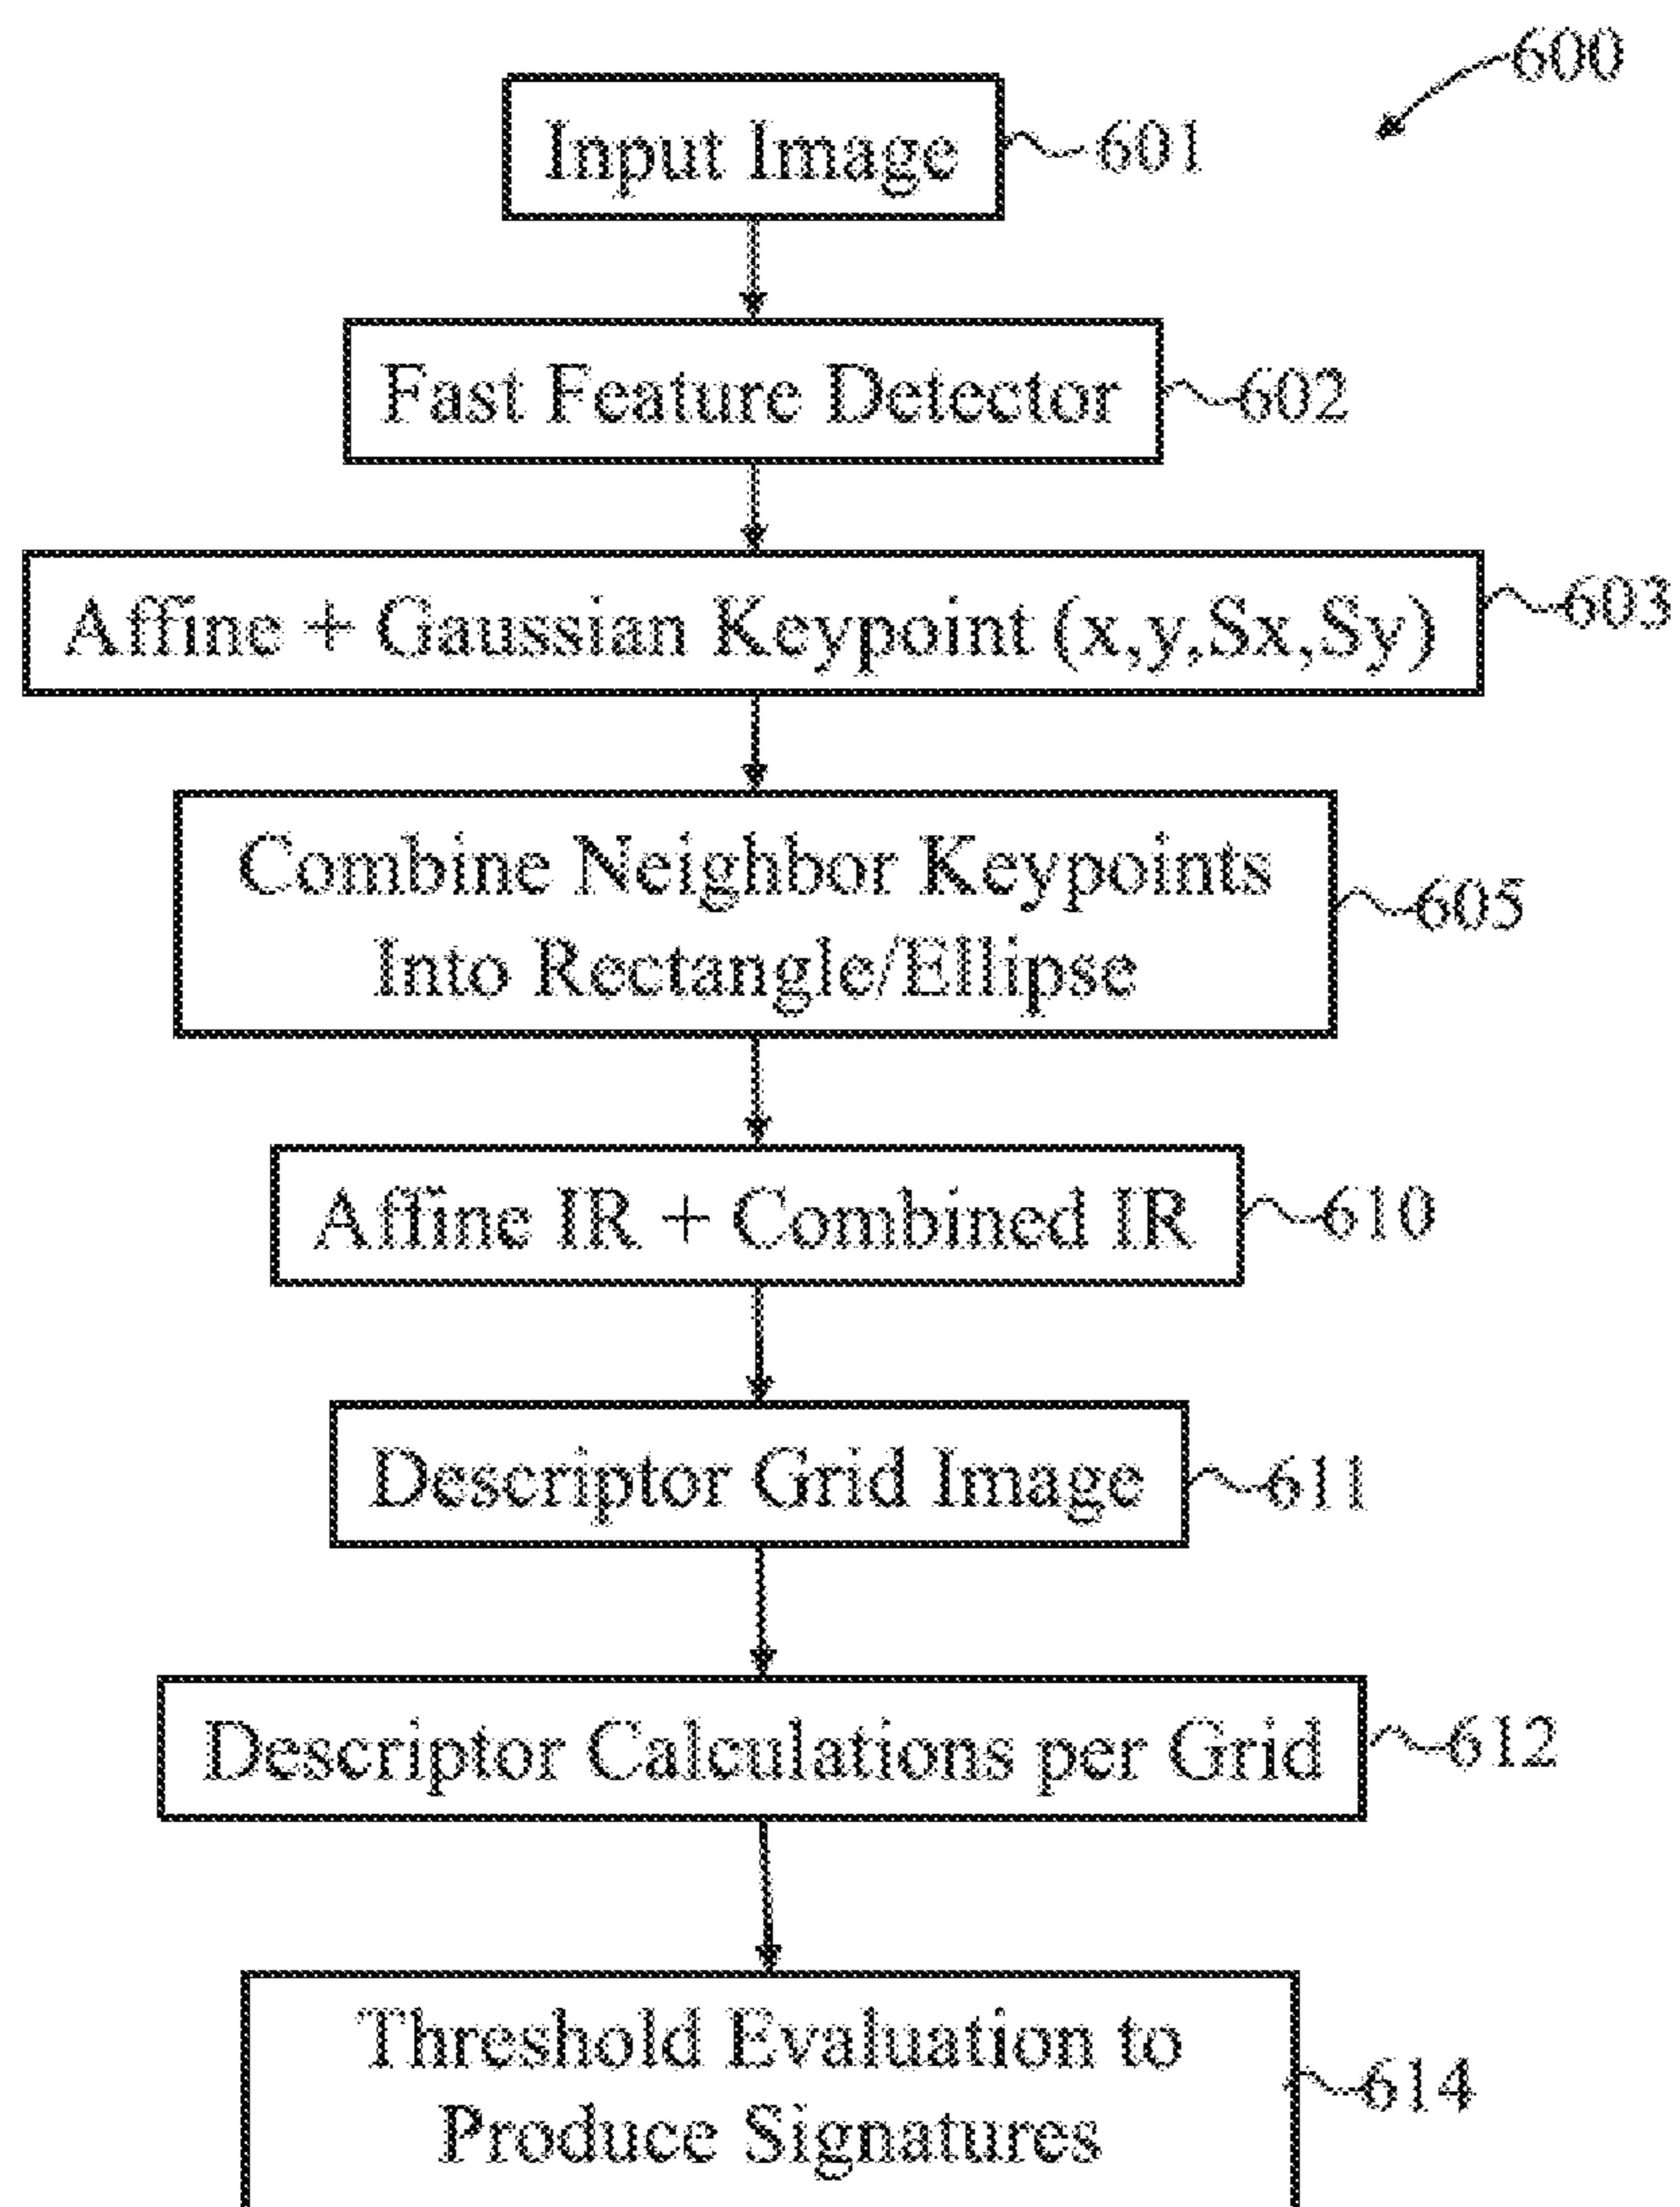 600
Input Image 601
Fast Feature Detector 602
Affine + Gaussian Keypoint (x,y,Sx,Sy) 603
Combine Neighbor Keypoints
Into Rectangle/Ellipse 605
Affine IR + Combined IR 610
Descriptor Grid Image 611
Descriptor Calculations per Grid 612
Threshold Evaluation to
Produce Signatures 614